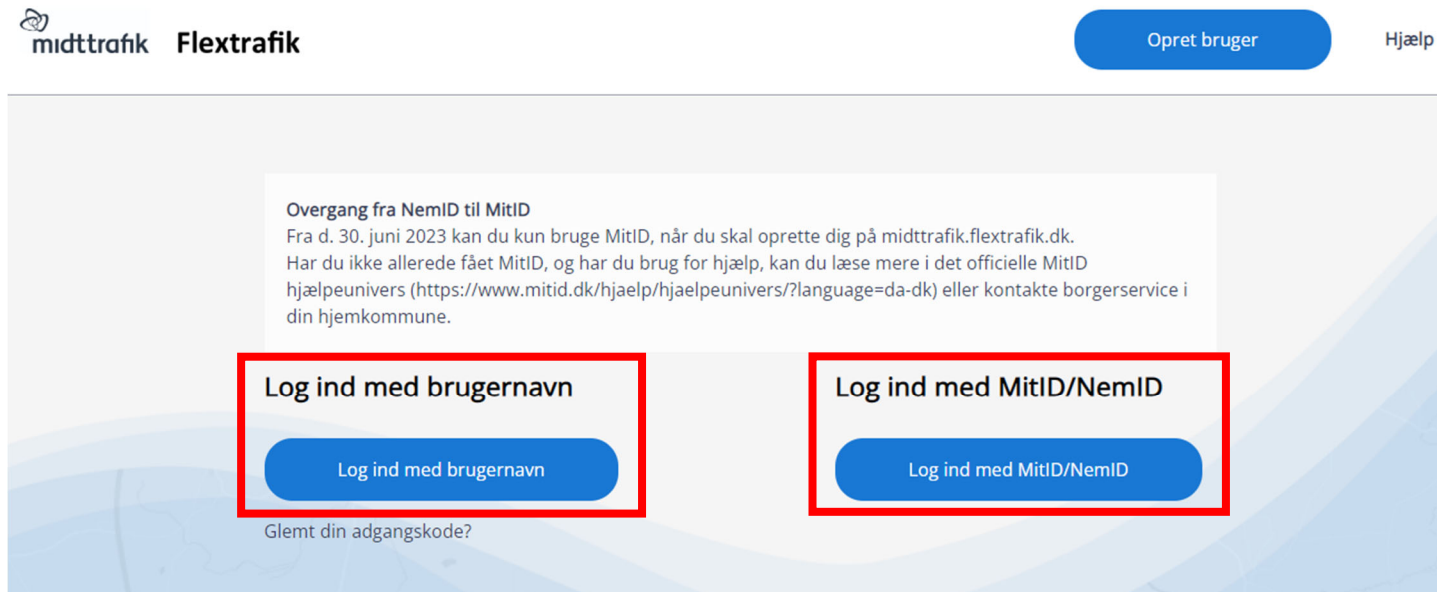 midttrafik Flextrafik Opret bruger Hjælp
Overgang fra NemID til MitID
Fra d. 30. juni 2023 kan du kun bruge MitID, når du skal oprette dig på midttrafik.flextrafik.dk.
Har du ikke allerede fået MitID, og har du brug for hjælp, kan du læse mere i det officielle MitID
hjælpeunivers (https://www.mitid.dk/hjaelp/hjaelpeunivers/?language=da-dk) eller kontakte borgerservice i
din hjemkommune.
Log ind med brugernavn
Log ind med brugernavn
Glemt din adgangskode?
Log ind med MitID/NemID
Log ind med MitID/NemID